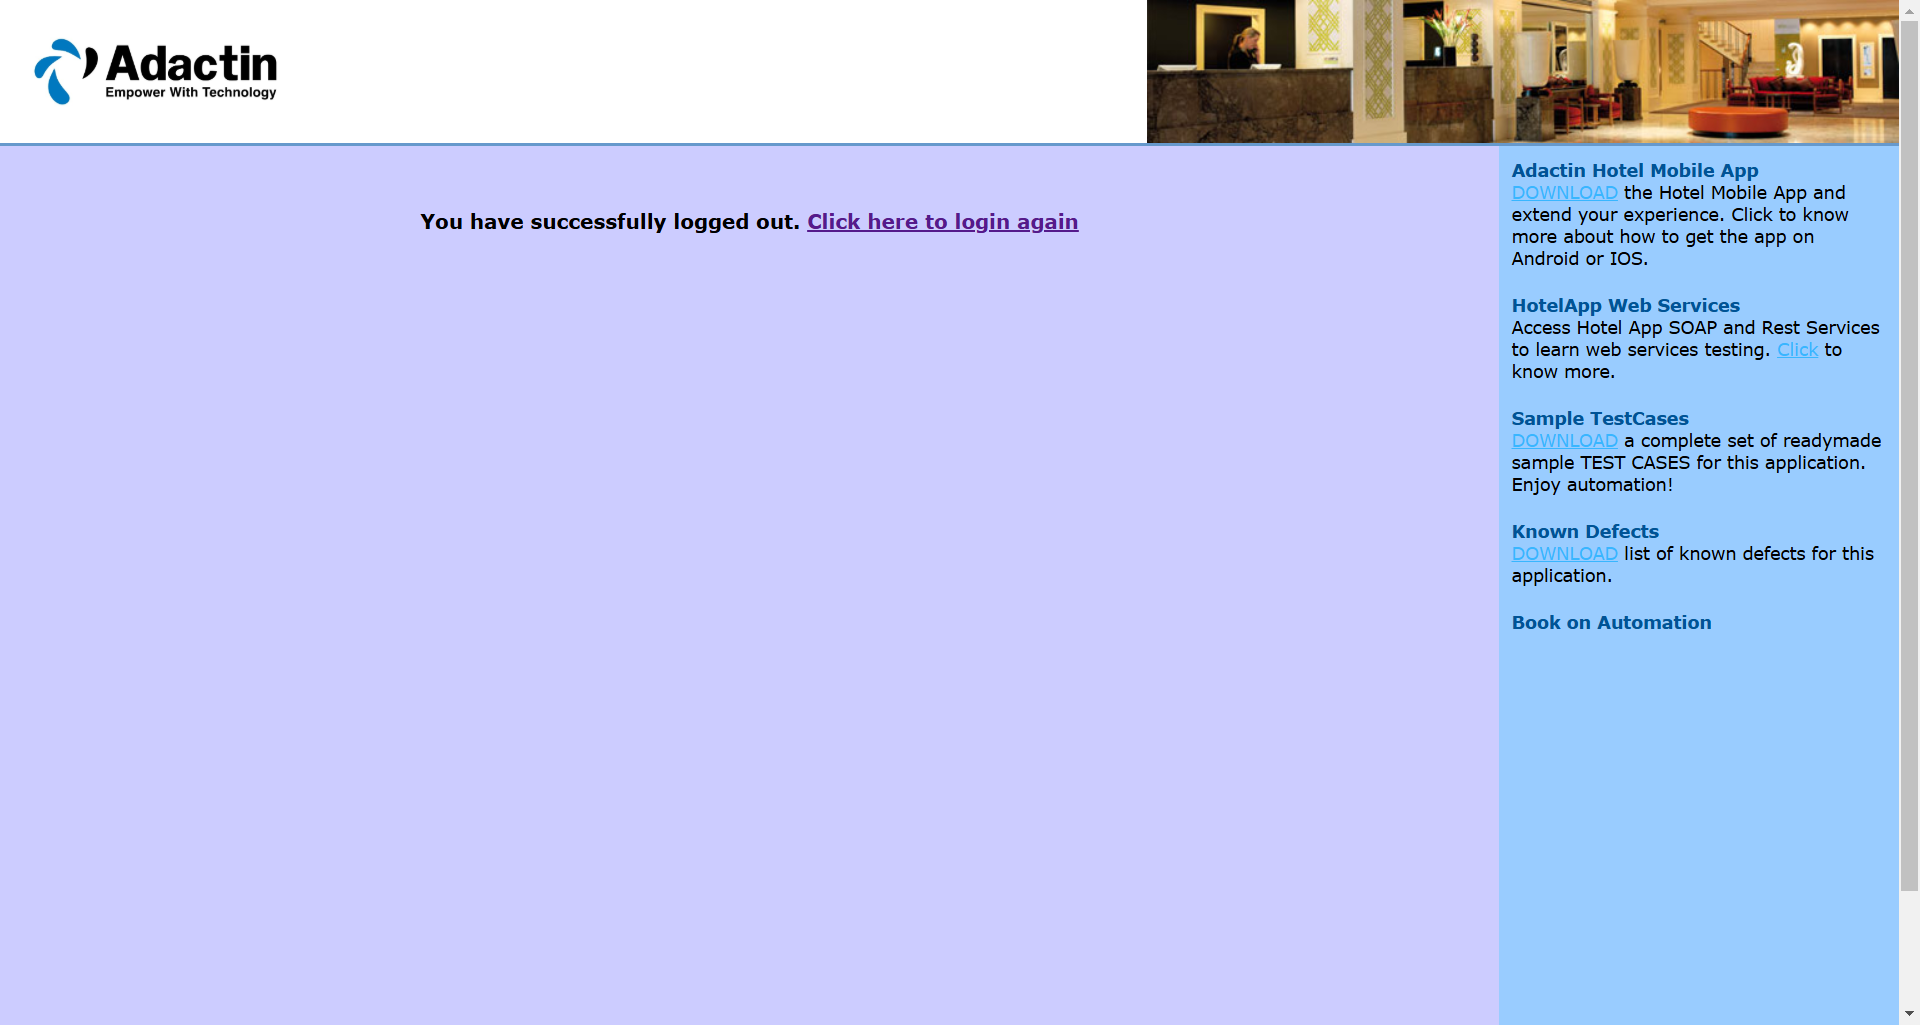 Adactin
Empower With Technology
You have successfully logged out. Click here to login again
Adactin Hotel Mobile App
DOWNLOAD the Hotel Mobile App and
extend your experience. Click to know
more about how to get the app on
Android or IOS.
HotelApp Web Services
Access Hotel App SOAP and Rest Services
to learn web services testing. Click to
know more.
Sample TestCases
DOWNLOAD a complete set of readymade
sample TEST CASES for this application.
Enjoy automation!
Known Defects
DOWNLOAD list of known defects for this
application.
Book on Automation